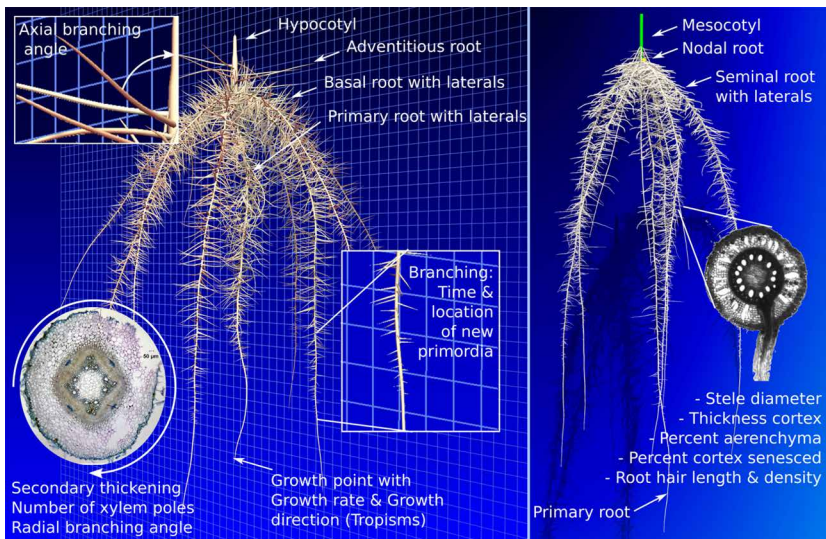 Axial branching
angle
Hypocotyl
Adventitious root
Basal root with laterals
Primary root with laterals
Branching:
Time &
location
of new
primordia
50 µm
Secondary thickening
Number of xylem poles
Radial branching angle
Growth point with
Growth rate & Growth
direction (Tropisms)
Mesocotyl
Nodal root
Seminal root
with laterals
- Stele diameter
- Thickness cortex
- Percent aerenchyma
- Percent cortex senesced
- Root hair length & density
Primary root